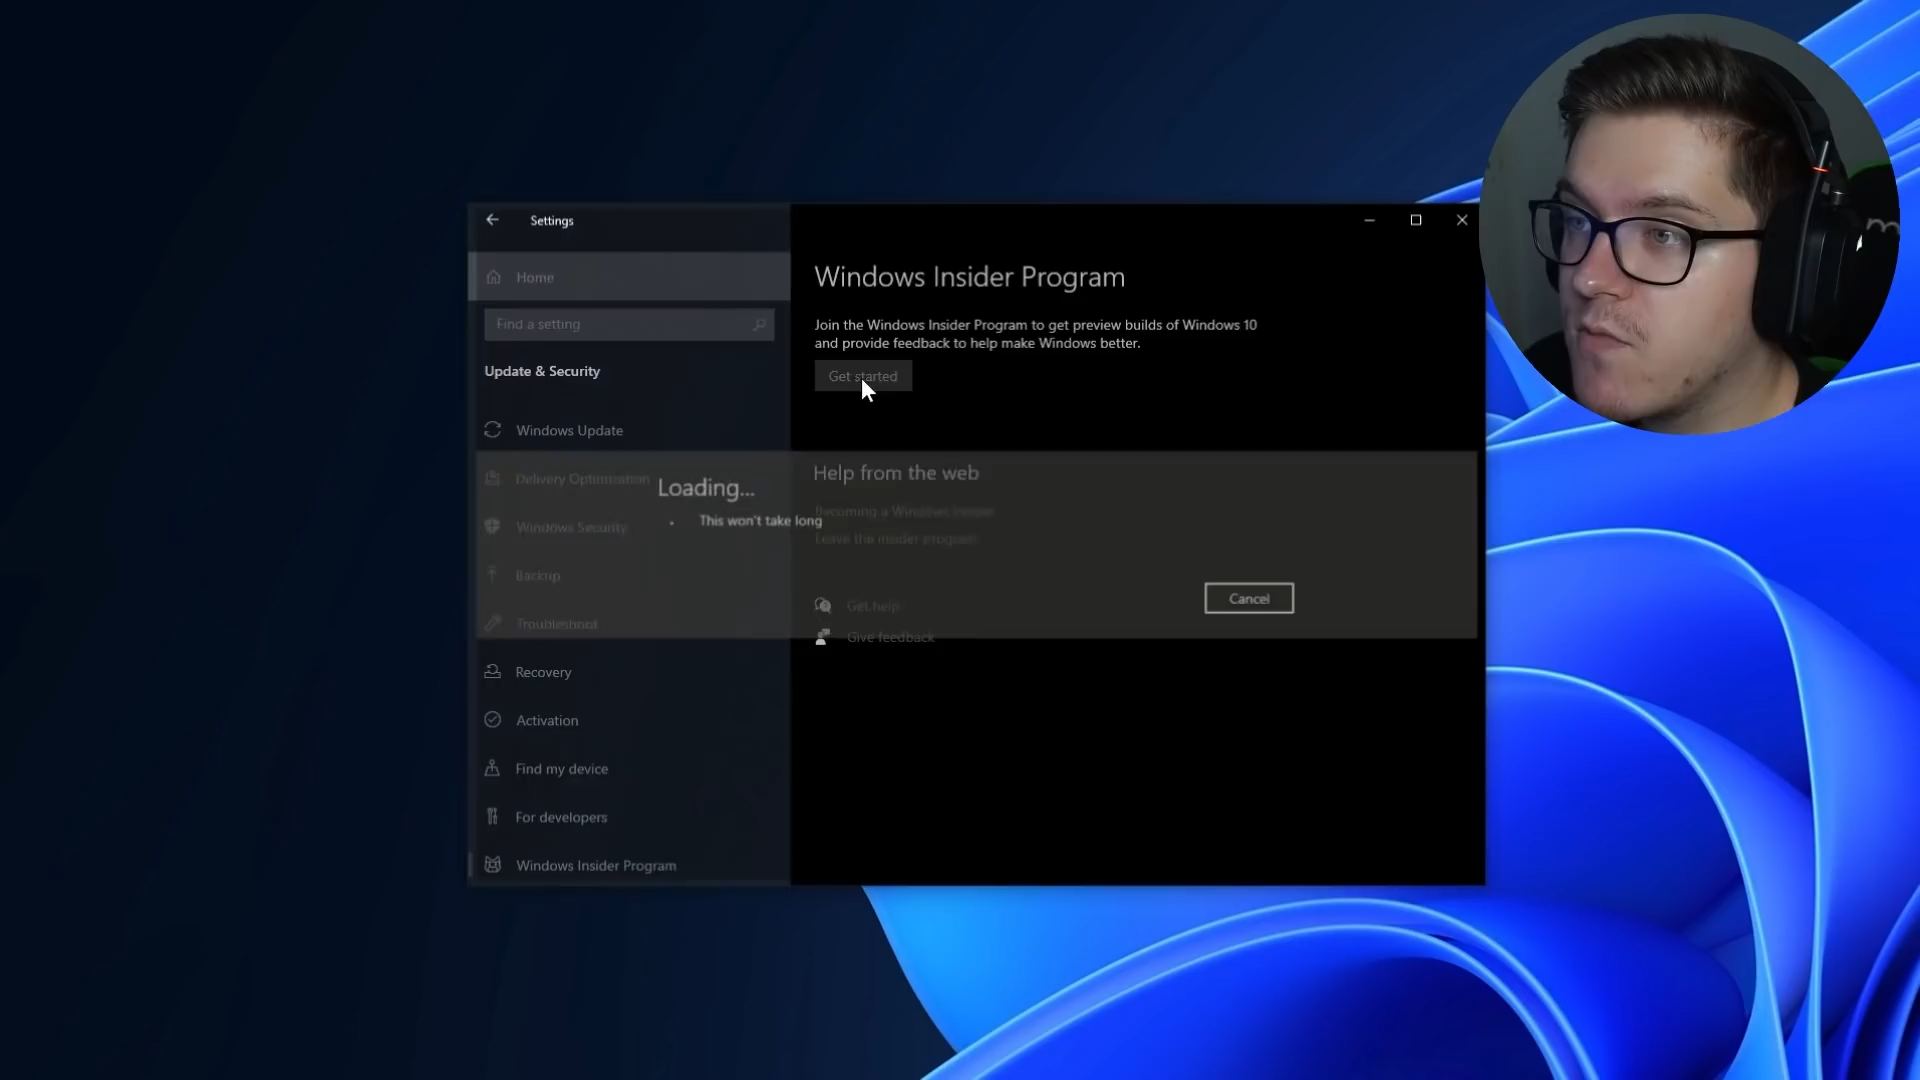 Settings
Home
Find a setting
Update & Security
Windows Update
Delivery Optimization
Windows Security
Backup
Troubleshoot
Recovery
Activation
Find my device
For developers
Windows Insider Program
Windows Insider Program
Join the Windows Insider Program to get preview builds of Windows 10
and provide feedback to help make Windows better.
Get started
Loading...
This won't take long
Help from the web
Becoming a Windows Insider
Leave the insider program
Get help
Give feedback
Cancel